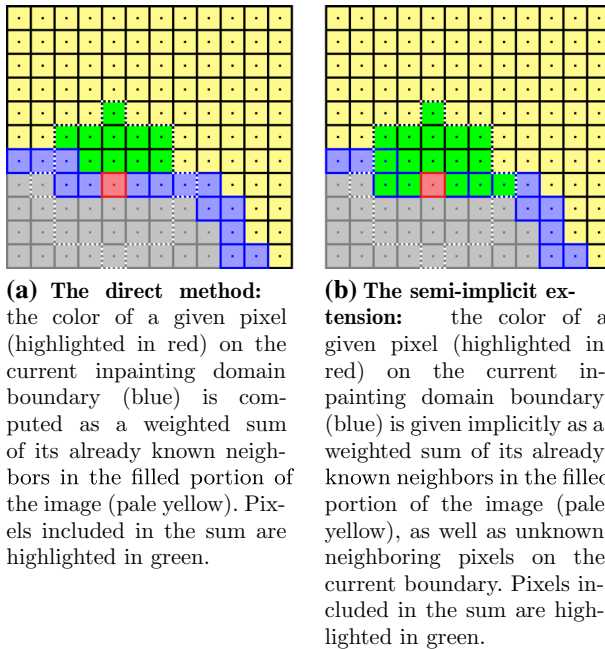 (a) The direct method:
the color of a given pixel
(highlighted in red) on the
current inpainting domain
boundary (blue) is com-
puted as a weighted sum
of its already known neigh-
bors in the filled portion of
the image (pale yellow). Pix-
els included in the sum are
highlighted in green.
(b) The semi-implicit ex-
tension: the color of a
given pixel (highlighted in
red) on the current in-
painting domain boundary
(blue) is given implicitly as a
weighted sum of its already
known neighbors in the filled
portion of the image (pale
yellow), as well as unknown
neighboring pixels on the
current boundary. Pixels in-
cluded in the sum are high-
lighted in green.